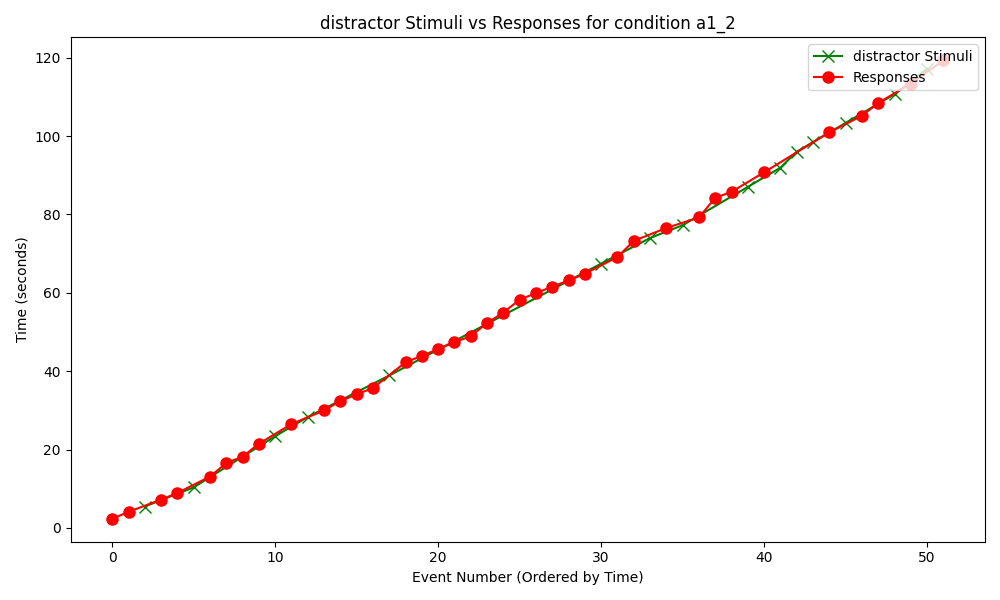 distractor Stimuli vs Responses for condition a1_2
distractor Stimuli
Responses
Time (seconds)
120
100
80
60
40
20
0
0 10 20 30 40 50
Event Number (Ordered by Time)